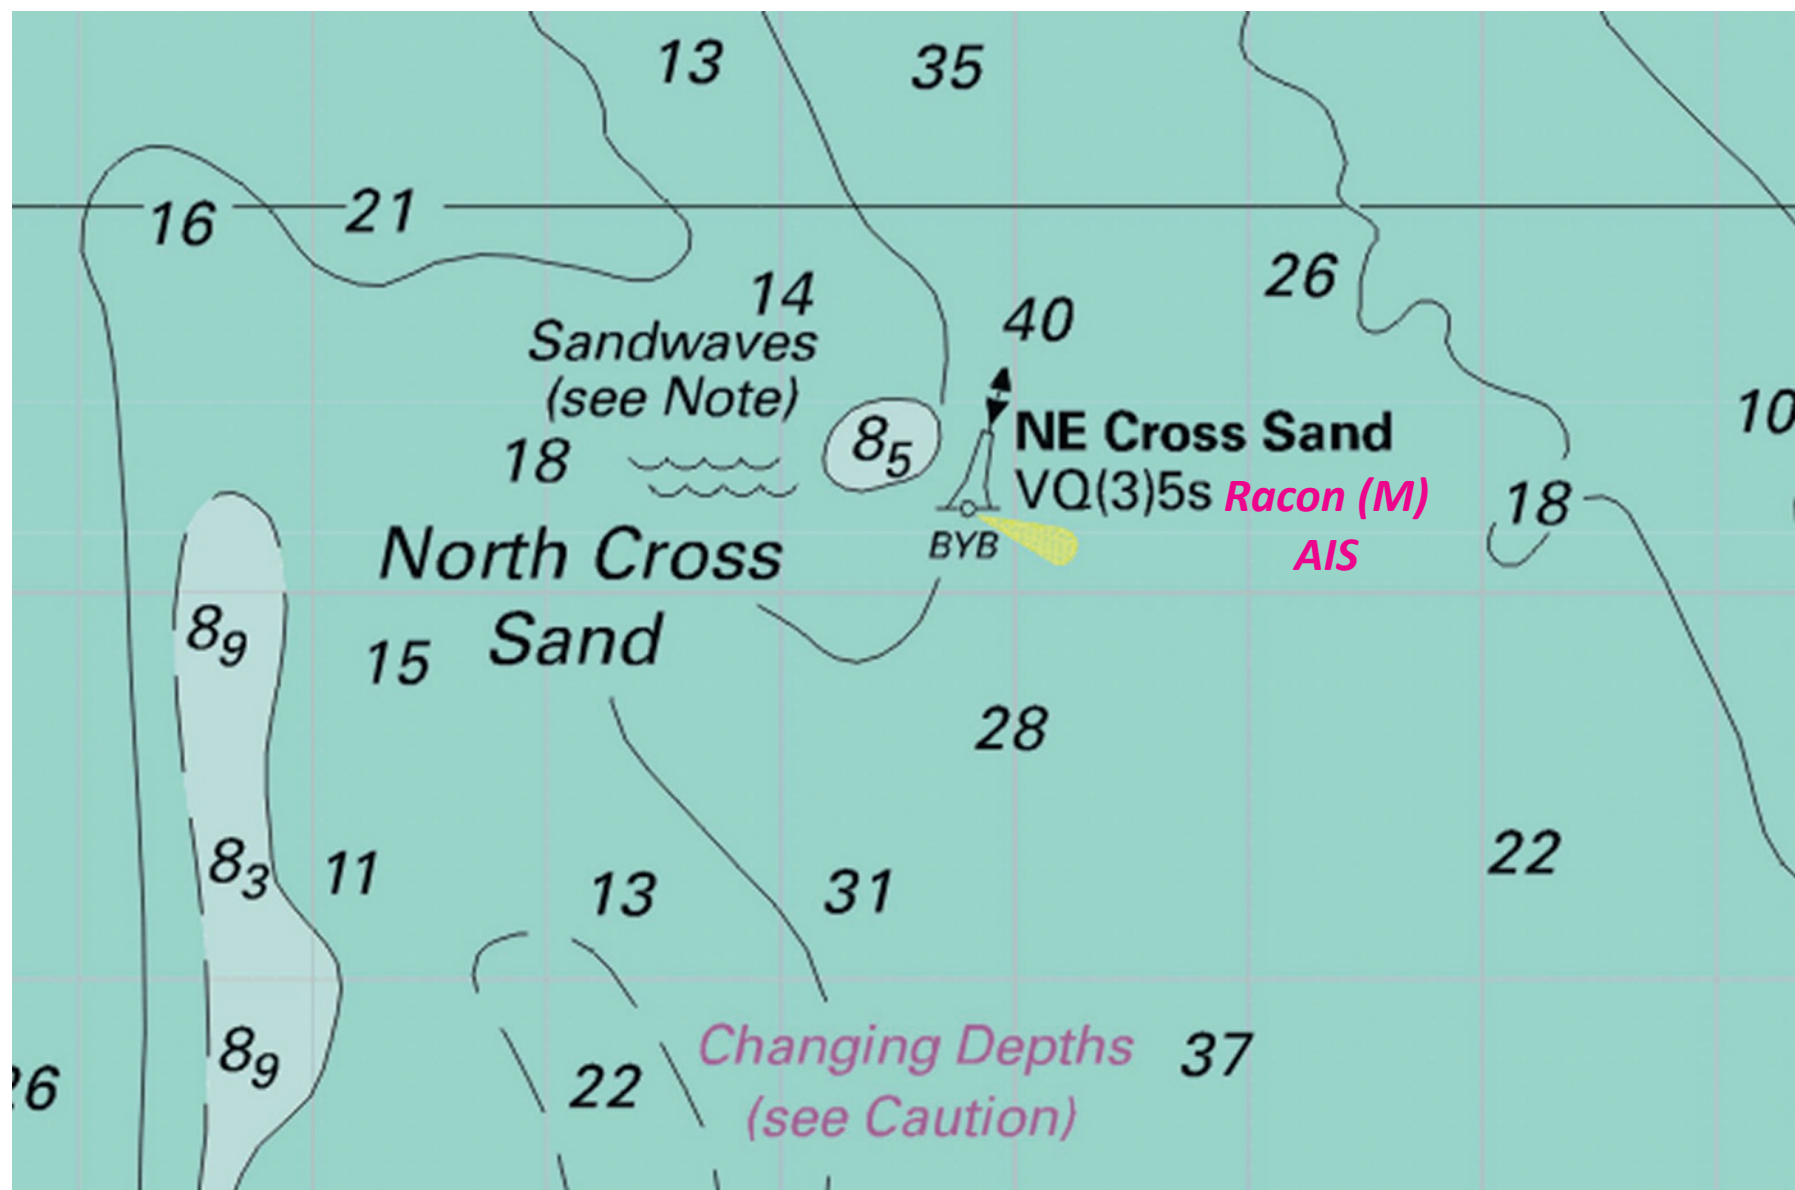 13
35
16
21
14
26
40
Sandwaves
(see Note)
10
NE Cross Sand
8₅
18
VQ(3)5s Racon (M)
18
BYB
AIS
North Cross
Sand
8₉
15
28
22
8₃
11
13
31
Changing Depths
37
8₉
(see Caution)
22
26